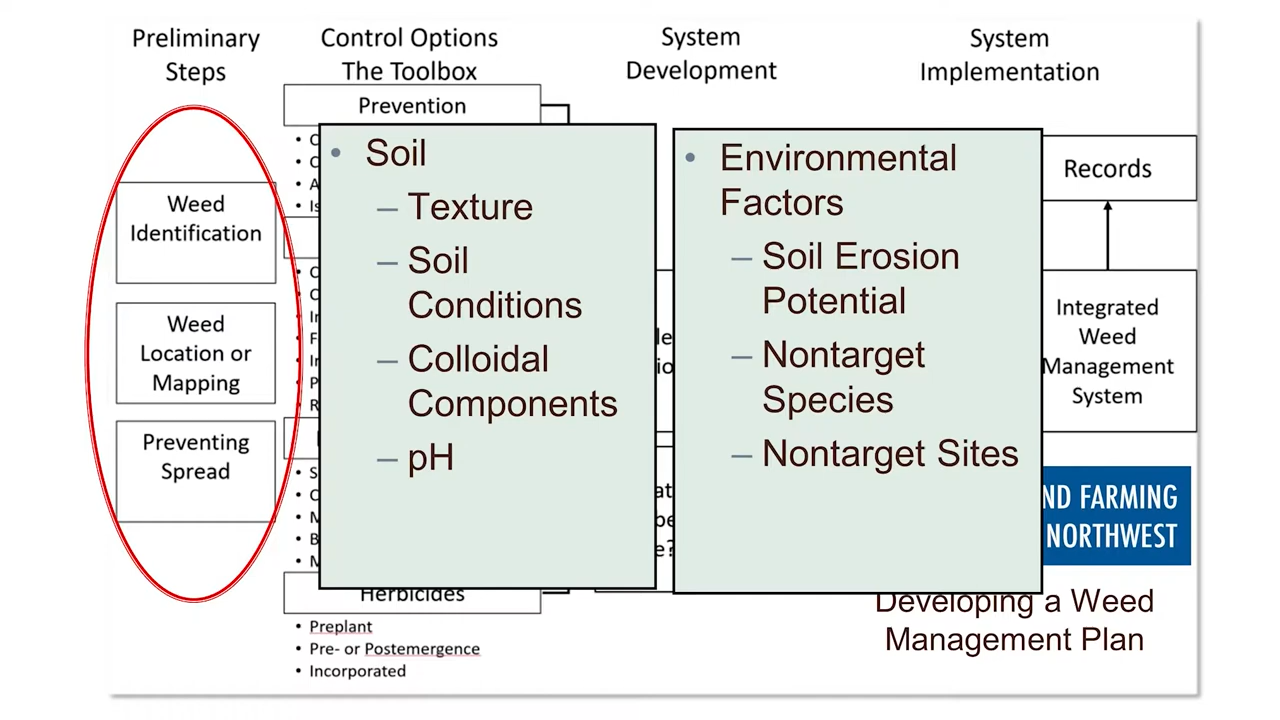 Preliminary
Steps
Control Options
The Toolbox
System
Development
System
Implementation
Prevention
Weed
Identification
Weed
Location or
Mapping
Preventing
Spread
• Soil
– Texture
– Soil
Conditions
– Colloidal
Components
– pH
• Environmental
Factors
– Soil Erosion
Potential
– Nontarget
Species
– Nontarget Sites
Records
Integrated
Weed
Management
System
ND FARMING
NORTHWEST
Herbicides
• Preplant
• Pre- or Postemergence
• Incorporated
Developing a Weed
Management Plan